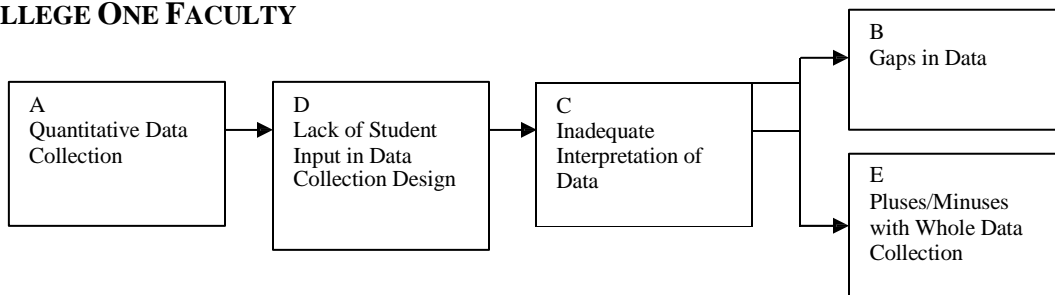 LLEGE ONE FACULTY
A
Quantitative Data
Collection
D
Lack of Student
Input in Data
Collection Design
C
Inadequate
Interpretation of
Data
B
Gaps in Data
E
Pluses/Minuses
with Whole Data
Collection